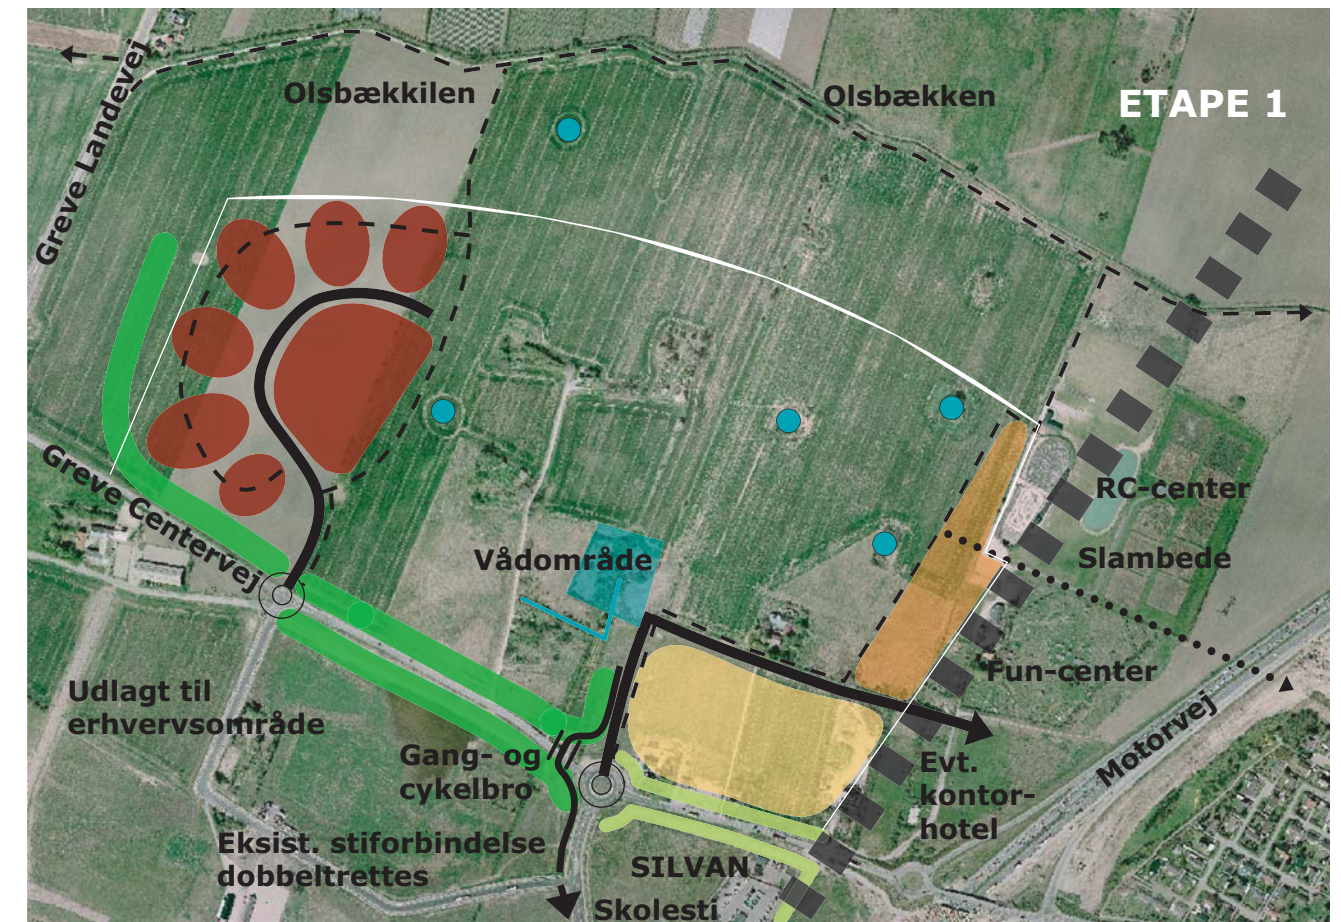 ETAPE 1
Olsbækkilen
Olsbækken
Greve Landevej
Greve Centervej
RC-center
Slambede
Vådområde
Fun-center
Udlagt til
erhvervsområde
Gang- og
cykelbro
Evt.
kontor-
hotel
Motorvej
Eksist. stiforbindelse
dobbeltrettes
SILVAN
Skolesti